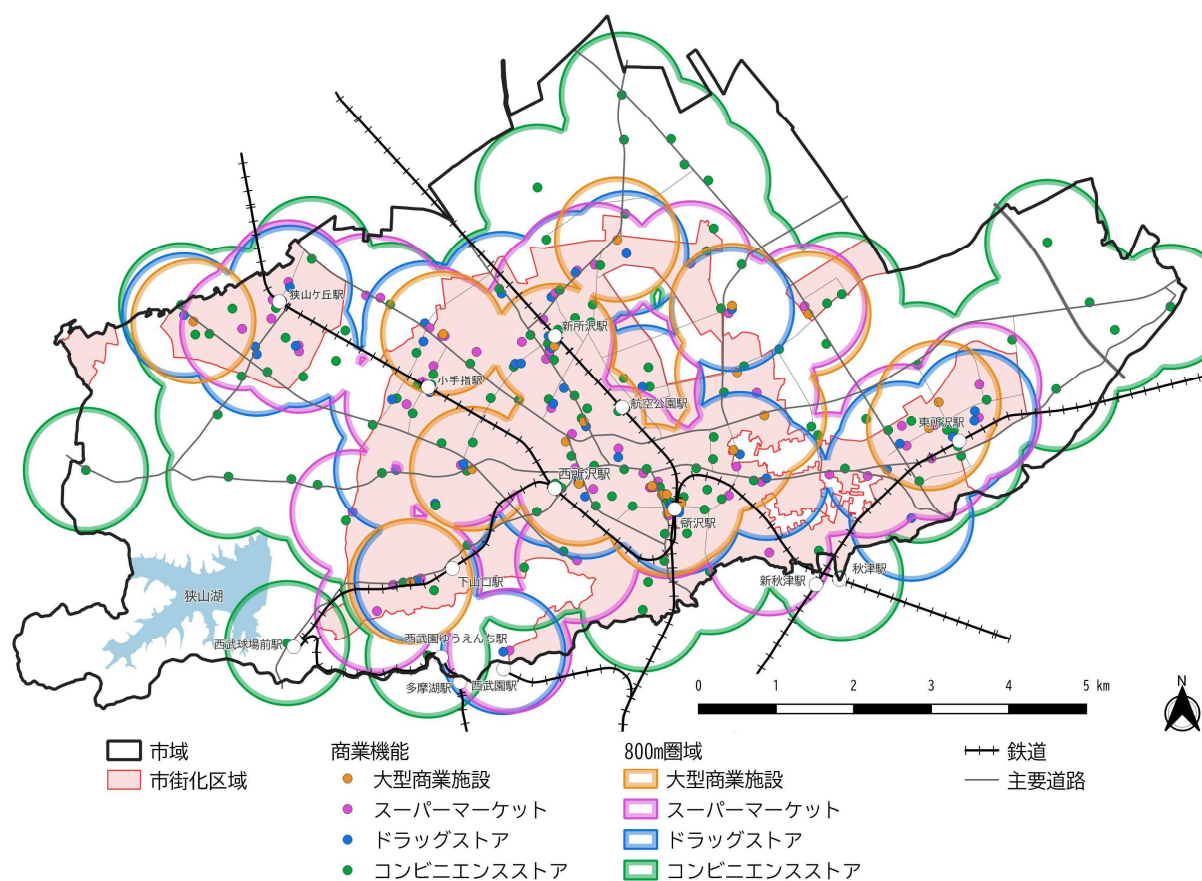 狭山ケ丘駅
新所沢駅
小手指駅
航空公園駅
東所沢駅
西所沢駅
所沢駅
下山口駅
新秋津駅
秋津駅
狭山湖
西武球場前駅
西武園ゆうえんち駅
多摩湖駅
西武園駅
0 1 2 3 4 5 km
N
市域
市街化区域
商業機能
大型商業施設
スーパーマーケット
ドラッグストア
コンビニエンスストア
800m圏域
大型商業施設
スーパーマーケット
ドラッグストア
コンビニエンスストア
鉄道
主要道路